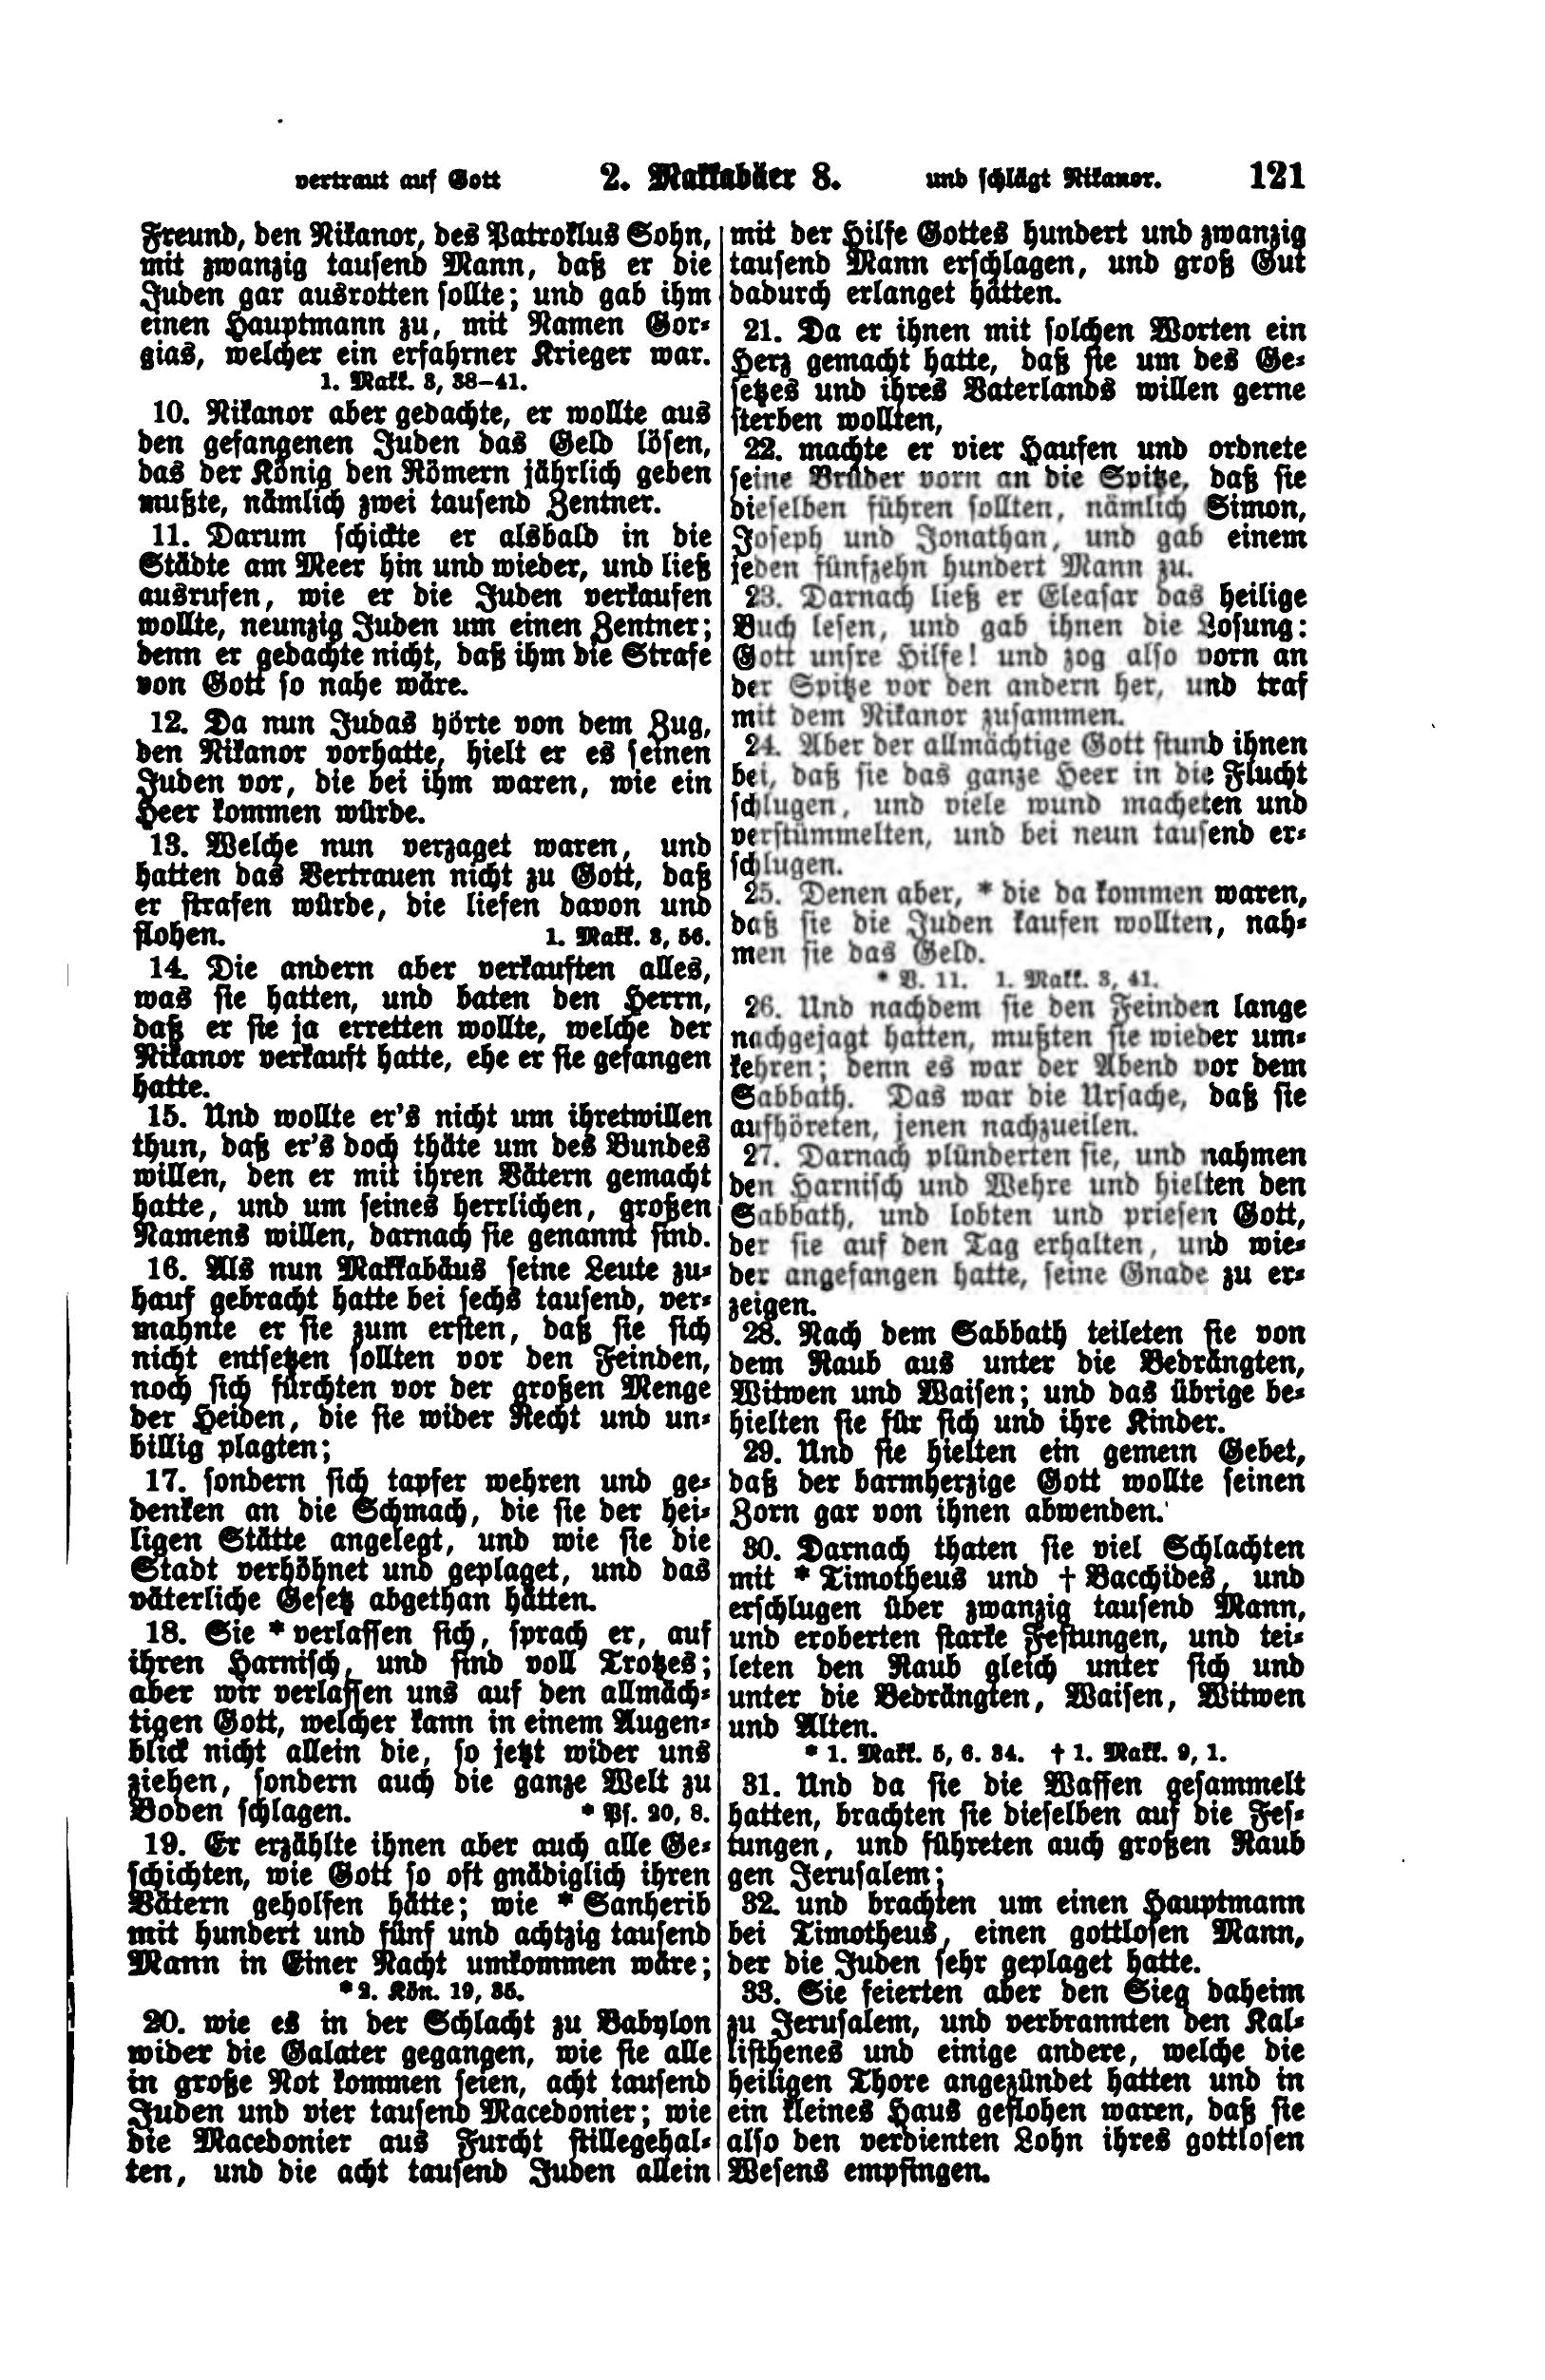 vertraut auf Gott 2. Makkabäer 8. und schlägt Nikanor. 121
Freund, den Nikanor, des Patroklus Sohn,
mit zwanzig tausend Mann, daß er die
Juden gar ausrotten sollte; und gab ihm
einen Hauptmann zu, mit Namen Gor-
gias, welcher ein erfahrner Krieger war.
1. Makk. 3, 38–41.
10. Nikanor aber gedachte, er wollte aus
den gefangenen Juden das Geld lösen,
das der König den Römern jährlich geben
mußte, nämlich zwei tausend Zentner.
11. Darum schickte er alsbald in die
Städte am Meer hin und wieder, und ließ
ausrufen, wie er die Juden verkaufen
wollte, neunzig Juden um einen Zentner;
denn er gedachte nicht, daß ihm die Strafe
von Gott so nahe wäre.
12. Da nun Judas hörte von dem Zug,
den Nikanor vorhatte, hielt er es seinen
Juden vor, die bei ihm waren, wie ein
Heer kommen würde.
13. Welche nun verzaget waren, und
hatten das Vertrauen nicht zu Gott, daß
er strafen würde, die liefen davon und
flohen. 1. Makk. 3, 56.
14. Die andern aber verkauften alles,
was sie hatten, und baten den Herrn,
daß er sie ja erretten wollte, welche der
Nikanor verkauft hatte, ehe er sie gefangen
hatte.
15. Und wollte er's nicht um ihretwillen
thun, daß er's doch thäte um des Bundes
willen, den er mit ihren Vätern gemacht
hatte, und um seines herrlichen, großen
Namens willen, darnach sie genannt sind.
16. Als nun Makkabäus seine Leute zu-
hauf gebracht hatte bei sechs tausend, ver-
mahnte er sie zum ersten, daß sie sich
nicht entsetzen sollten vor den Feinden,
noch sich fürchten vor der großen Menge
der Heiden, die sie wider Recht und un-
billig plagten;
17. sondern sich tapfer wehren und ge-
denken an die Schmach, die sie der hei-
ligen Stätte angelegt, und wie sie die
Stadt verhöhnet und geplaget, und das
väterliche Gesetz abgethan hätten.
18. Sie * verlassen sich, sprach er, auf
ihren Harnisch, und sind voll Trotzes;
aber wir verlassen uns auf den allmäch-
tigen Gott, welcher kann in einem Augen-
blick nicht allein die, so jetzt wider uns
ziehen, sondern auch die ganze Welt zu
Boden schlagen. * Ps. 20, 8.
19. Er erzählte ihnen aber auch alle Ge-
schichten, wie Gott so oft gnädiglich ihren
Vätern geholfen hätte; wie * Sanherib
mit hundert und fünf und achtzig tausend
Mann in Einer Nacht umkommen wäre;
* 2. Kön. 19, 35.
20. wie es in der Schlacht zu Babylon
wider die Galater gegangen, wie sie alle
in große Not kommen seien, acht tausend
Juden und vier tausend Macedonier; wie
die Macedonier aus Furcht stillegehal-
ten, und die acht tausend Juden allein
mit der Hilfe Gottes hundert und zwanzig
tausend Mann erschlagen, und groß Gut
dadurch erlanget hätten.
21. Da er ihnen mit solchen Worten ein
Herz gemacht hatte, daß sie um des Ge-
setzes und ihres Vaterlands willen gerne
sterben wollten,
22. machte er vier Haufen und ordnete
seine Brüder vorn an die Spitze, daß sie
dieselben führen sollten, nämlich Simon,
Joseph und Jonathan, und gab einem
jeden fünfzehn hundert Mann zu.
23. Darnach ließ er Eleasar das heilige
Buch lesen, und gab ihnen die Losung:
Gott unsre Hilfe! und zog also vorn an
der Spitze vor den andern her, und traf
mit dem Nikanor zusammen.
24. Aber der allmächtige Gott stund ihnen
bei, daß sie das ganze Heer in die Flucht
schlugen, und viele wund macheten und
verstümmelten, und bei neun tausend er-
schlugen.
25. Denen aber, * die da kommen waren,
daß sie die Juden kaufen wollten, nah-
men sie das Geld.
* V. 11. 1. Makk. 3, 41.
26. Und nachdem sie den Feinden lange
nachgejagt hatten, mußten sie wieder um-
kehren; denn es war der Abend vor dem
Sabbath. Das war die Ursache, daß sie
aufhöreten, jenen nachzueilen.
27. Darnach plünderten sie, und nahmen
den Harnisch und Wehre und hielten den
Sabbath, und lobten und priesen Gott,
der sie auf den Tag erhalten, und wie-
der angefangen hatte, seine Gnade zu er-
zeigen.
28. Nach dem Sabbath teileten sie von
dem Raub aus unter die Bedrängten,
Witwen und Waisen; und das übrige be-
hielten sie für sich und ihre Kinder.
29. Und sie hielten ein gemein Gebet,
daß der barmherzige Gott wollte seinen
Zorn gar von ihnen abwenden.
30. Darnach thaten sie viel Schlachten
mit * Timotheus und † Bacchides, und
erschlugen über zwanzig tausend Mann,
und eroberten starke Festungen, und tei-
leten den Raub gleich unter sich und
unter die Bedrängten, Waisen, Witwen
und Alten.
* 1. Makk. 5, 6. 34. † 1. Makk. 9, 1.
31. Und da sie die Waffen gesammelt
hatten, brachten sie dieselben auf die Fes-
tungen, und führeten auch großen Raub
gen Jerusalem;
32. und brachten um einen Hauptmann
bei Timotheus, einen gottlosen Mann,
der die Juden sehr geplaget hatte.
33. Sie feierten aber den Sieg daheim
zu Jerusalem, und verbrannten den Kal-
listhenes und einige andere, welche die
heiligen Thore angezündet hatten und in
ein kleines Haus geflohen waren, daß sie
also den verdienten Lohn ihres gottlosen
Wesens empfingen.